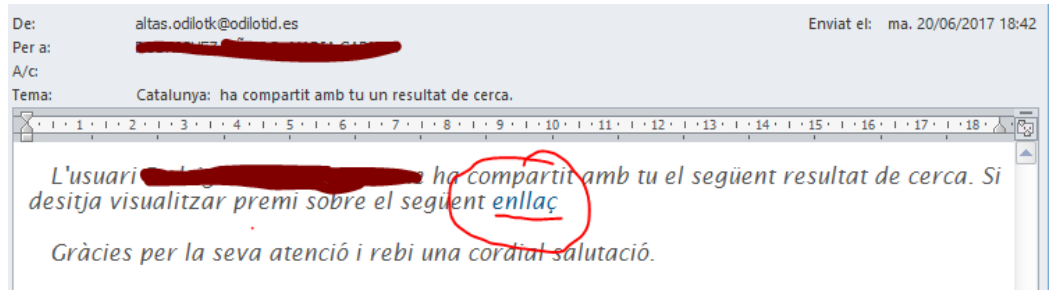 De: altas.odilotk@odilotid.es Enviat el: ma. 20/06/2017 18:42
Per a:
A/c:
Tema: Catalunya: ha compartit amb tu un resultat de cerca.
1 2 3 4 5 6 7 8 9 10 11 12 13 14 15 16 17 18
L'usuari ha compartit amb tu el següent resultat de cerca. Si
desitja visualitzar premi sobre el següent enllaç
Gràcies per la seva atenció i rebi una cordial salutació.